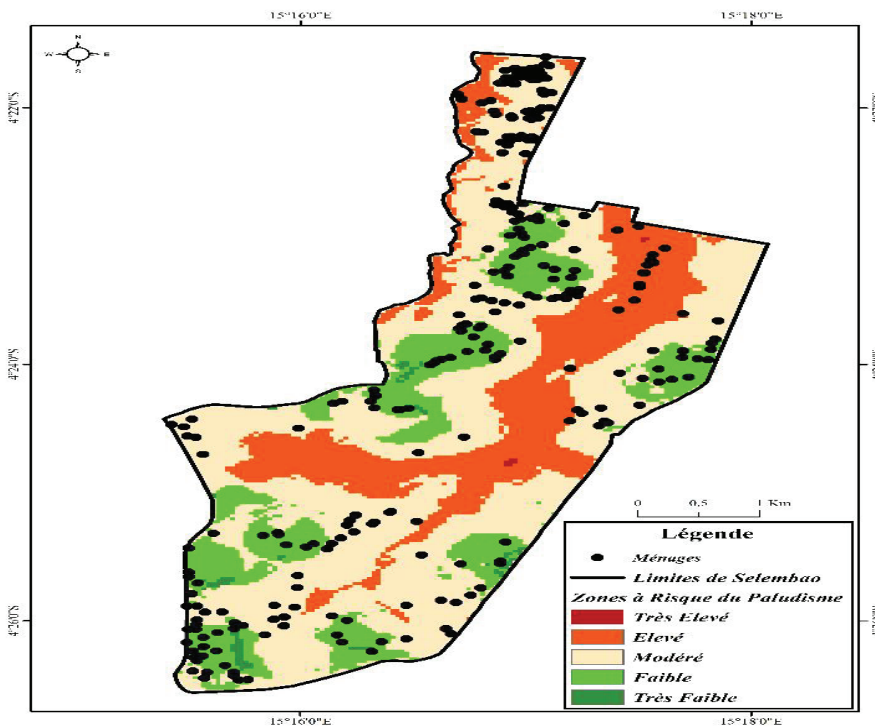 15°16'0"E 15°18'0"E
N
W E
S
4°22'0"S
4°24'0"S
4°26'0"S
0 0,5 1 Km
Légende
Ménages
Limites de Selembao
Zones à Risque du Paludisme
Très Elevé
Elevé
Modéré
Faible
Très Faible
15°16'0"E 15°18'0"E